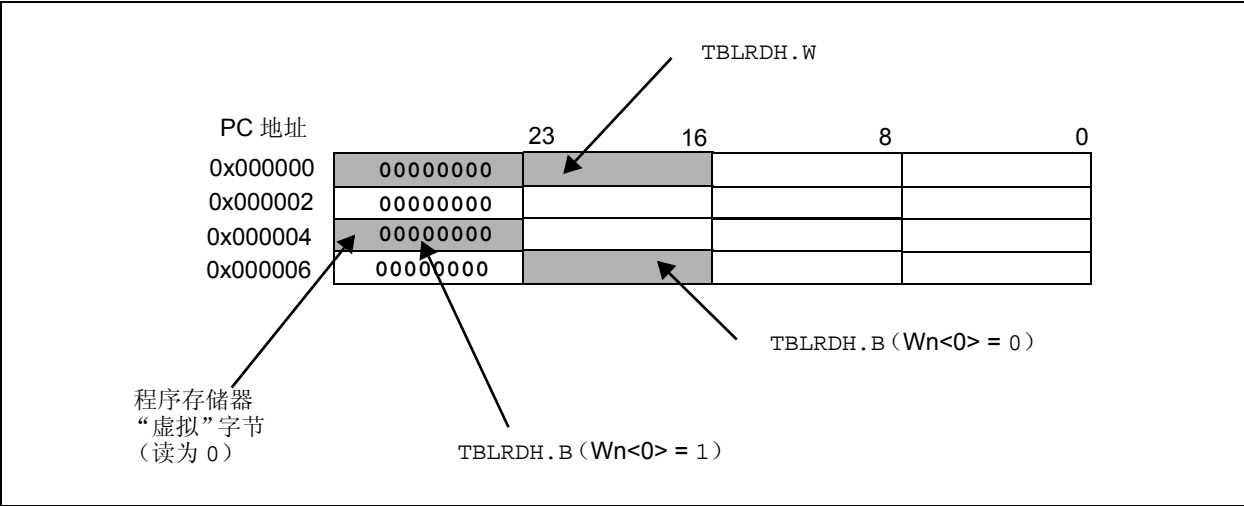 TBLRDH.W
PC 地址
23 16 8 0
0x000000 00000000
0x000002 00000000
0x000004 00000000
0x000006 00000000
TBLRDH.B（Wn<0> = 0）
程序存储器
“虚拟”字节
（读为 0）
TBLRDH.B（Wn<0> = 1）